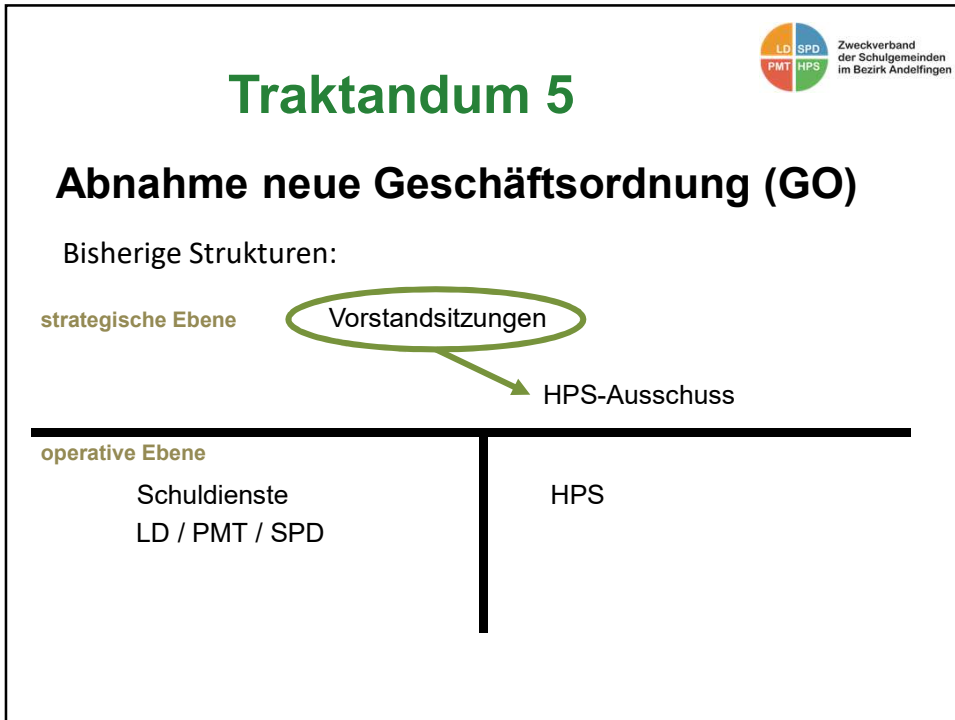 LD SPD
PMT HPS
Zweckverband
der Schulgemeinden
im Bezirk Andelfingen
Traktandum 5
Abnahme neue Geschäftsordnung (GO)
Bisherige Strukturen:
strategische Ebene Vorstandsitzungen
HPS-Ausschuss
operative Ebene
Schuldienste HPS
LD / PMT / SPD